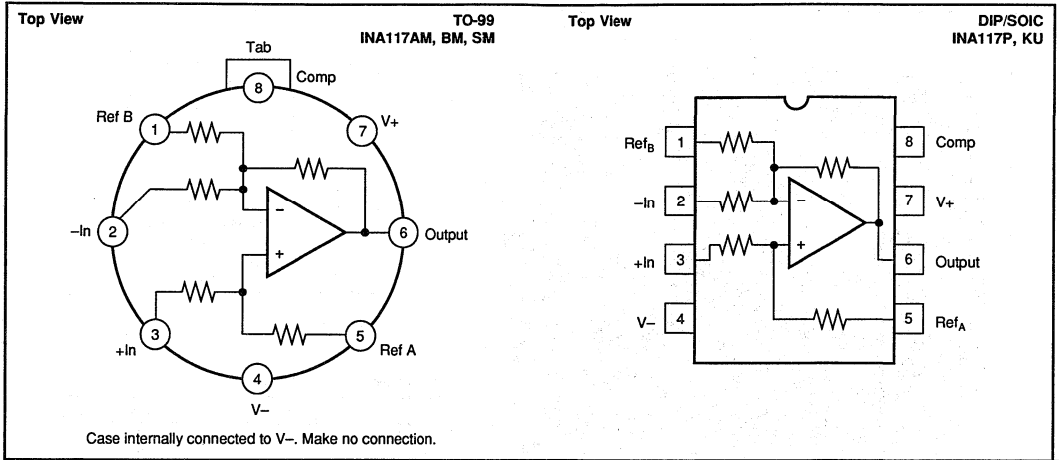 Top View
TO-99
INA117AM, BM, SM
Tab
8
Comp
Ref B
1
7
V+
–In
2
–
+
6
Output
3
+In
5
Ref A
4
V–
Case internally connected to V–. Make no connection.
Top View
DIP/SOIC
INA117P, KU
RefB
1
8
Comp
–In
2
–
7
V+
+In
3
+
6
Output
V–
4
5
RefA